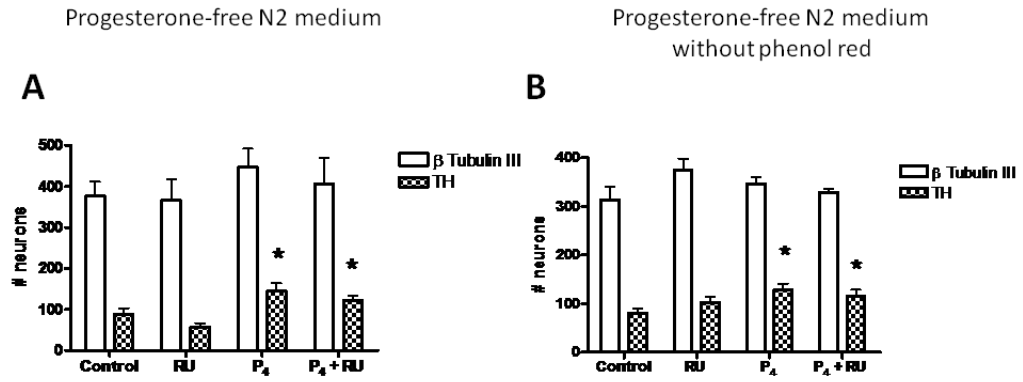 Progesterone-free N2 medium
Progesterone-free N2 medium
without phenol red
A
500
400
300
200
100
0
# neurons
β Tubulin III
TH
*
*
Control
RU
P₄
P₄ + RU
B
400
300
200
100
0
# neurons
β Tubulin III
TH
*
*
Control
RU
P₄
P₄ + RU